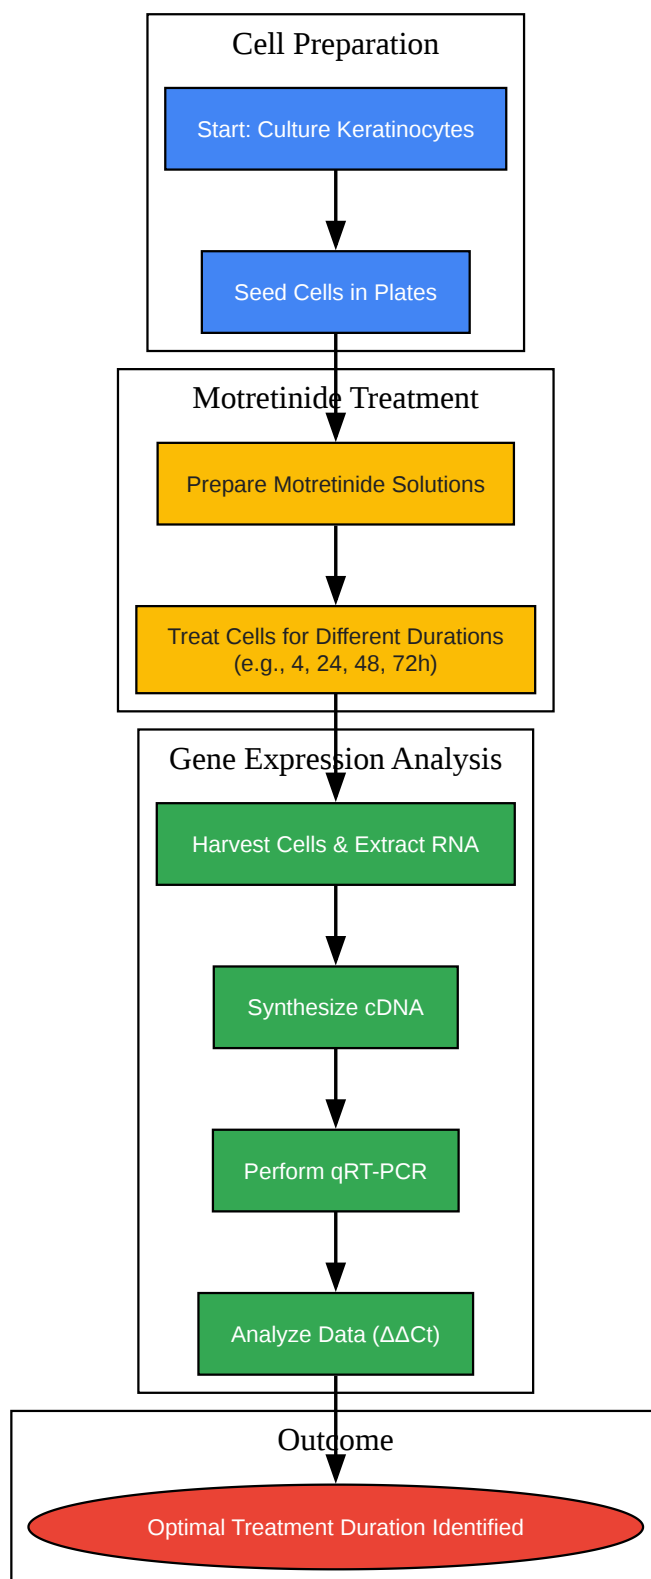 Cell Preparation
Start: Culture Keratinocytes
Seed Cells in Plates
Motretinide Treatment
Prepare Motretinide Solutions
Treat Cells for Different Durations
(e.g., 4, 24, 48, 72h)
Gene Expression Analysis
Harvest Cells & Extract RNA
Synthesize cDNA
Perform qRT-PCR
Analyze Data (ΔΔCt)
Outcome
Optimal Treatment Duration Identified